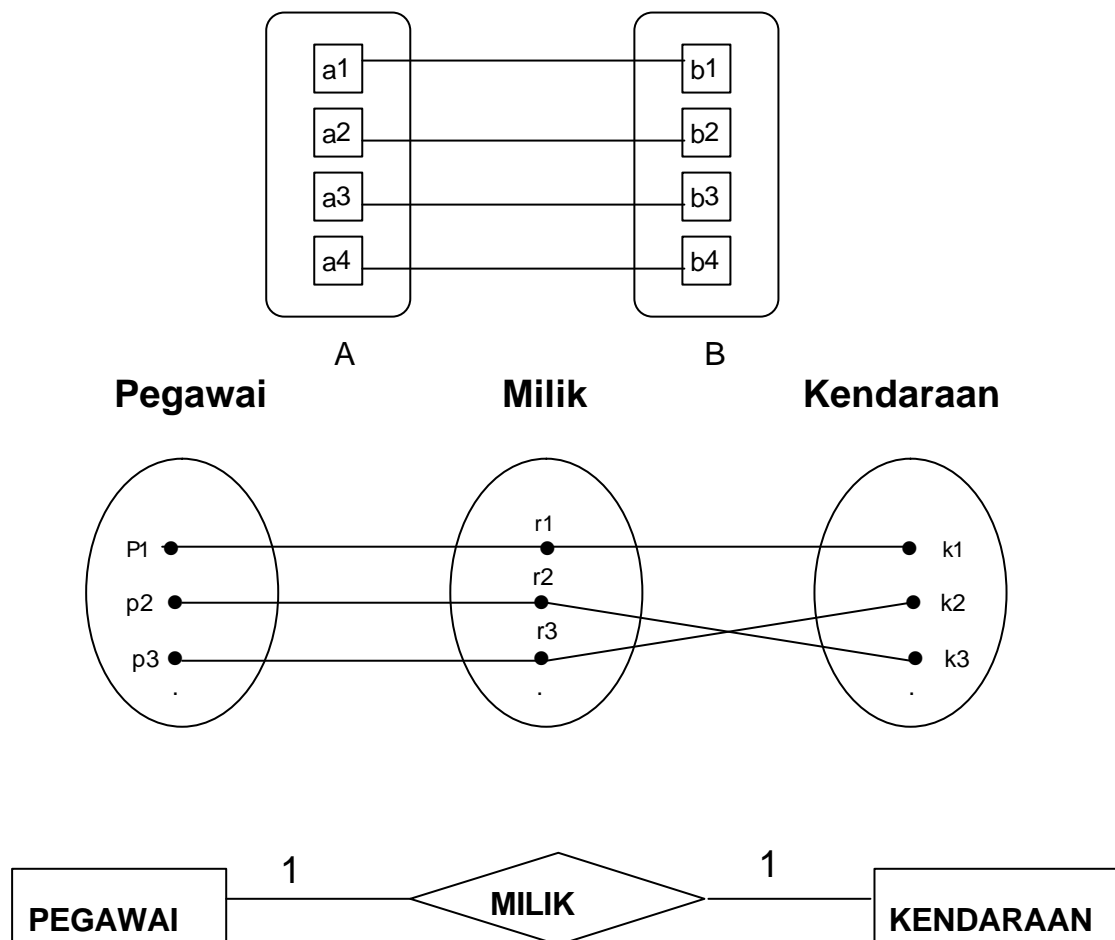 a1 b1
a2 b2
a3 b3
a4 b4
A B
Pegawai Milik Kendaraan
r1
P1 k1
r2
p2 k2
r3
p3 k3
. . .
1 1
PEGAWAI MILIK KENDARAAN